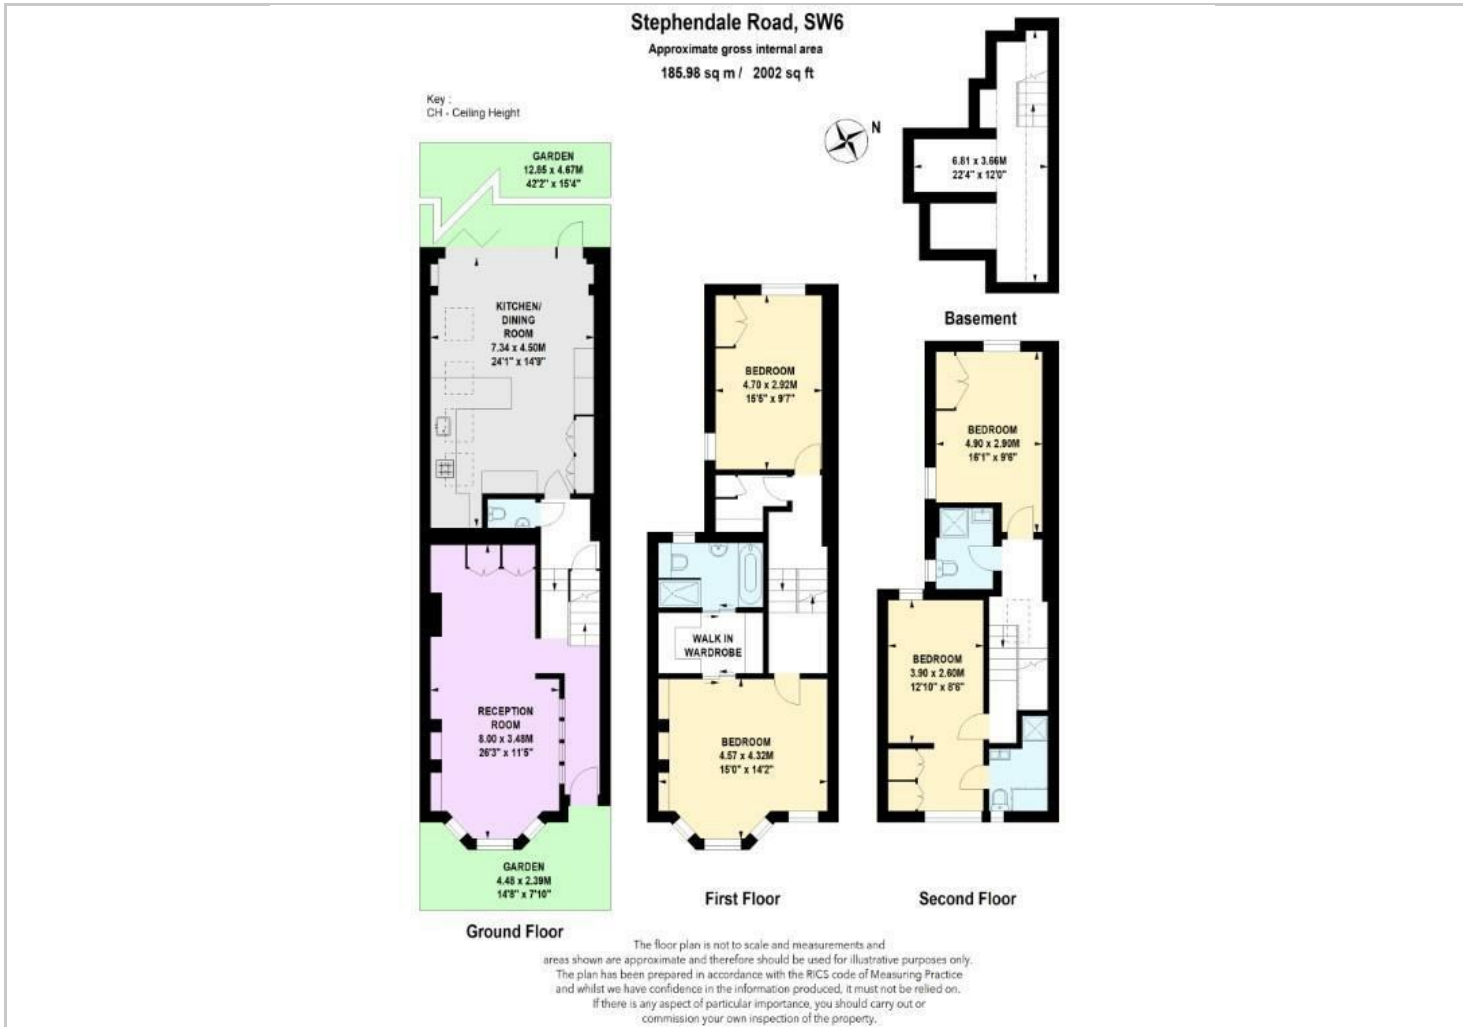 Stephendale Road, SW6
Approximate gross internal area
185.98 sq m / 2002 sq ft
Key :
CH - Ceiling Height
N
GARDEN
12.85 x 4.67M
42'2" x 15'4"
KITCHEN/
DINING
ROOM
7.34 x 4.50M
24'1" x 14'9"
RECEPTION
ROOM
8.00 x 3.48M
26'3" x 11'5"
GARDEN
4.48 x 2.39M
14'8" x 7'10"
Ground Floor
BEDROOM
4.70 x 2.92M
15'5" x 9'7"
WALK IN
WARDROBE
BEDROOM
4.57 x 4.32M
15'0" x 14'2"
First Floor
6.81 x 3.66M
22'4" x 12'0"
Basement
BEDROOM
4.90 x 2.90M
16'1" x 9'6"
BEDROOM
3.90 x 2.60M
12'10" x 8'6"
Second Floor
The floor plan is not to scale and measurements and
areas shown are approximate and therefore should be used for illustrative purposes only.
The plan has been prepared in accordance with the RICS code of Measuring Practice
and whilst we have confidence in the information produced, it must not be relied on.
If there is any aspect of particular importance, you should carry out or
commission your own inspection of the property.